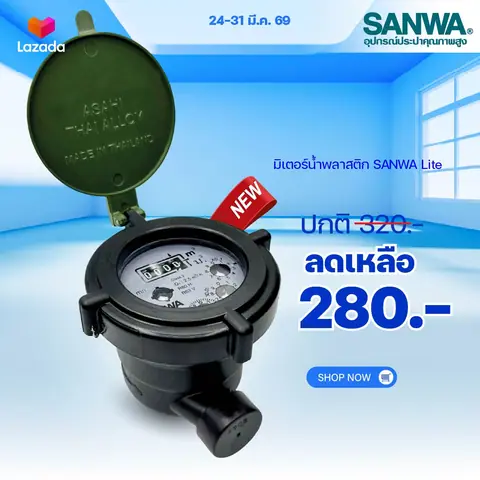 Lazada
24-31 มี.ค. 69
SANWA®
อุปกรณ์ประปาคุณภาพสูง
ASAHI
THAI ALLOY
MADE IN THAILAND
มิเตอร์น้ำพลาสติก SANWA Lite
NEW
ปกติ 320.-
ลดเหลือ
280.-
SHOP NOW